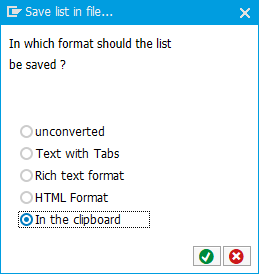 Save list in file...
In which format should the list
be saved ?
unconverted
Text with Tabs
Rich text format
HTML Format
In the clipboard